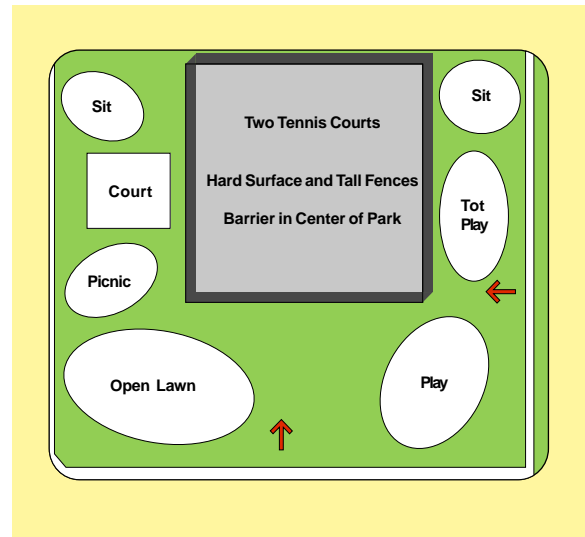 Sit
Two Tennis Courts
Sit
Court
Hard Surface and Tall Fences
Barrier in Center of Park
Tot
Play
Picnic
Open Lawn
Play